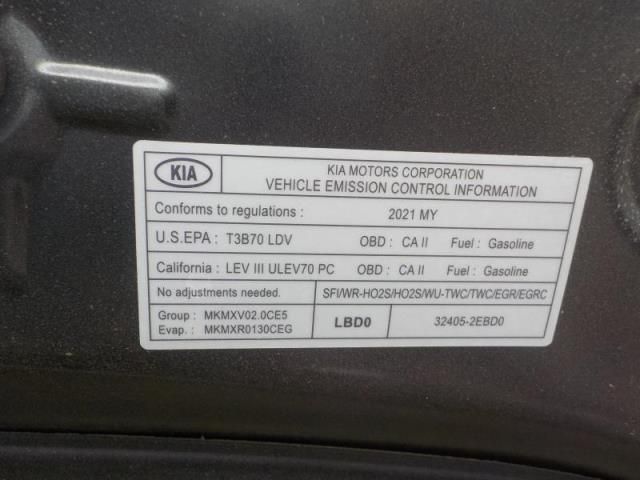 KIA
KIA MOTORS CORPORATION
VEHICLE EMISSION CONTROL INFORMATION
Conforms to regulations : 2021 MY
U.S.EPA : T3B70 LDV OBD : CA II Fuel : Gasoline
California : LEV III ULEV70 PC OBD : CA II Fuel : Gasoline
No adjustments needed. SFI/WR-HO2S/HO2S/WU-TWC/TWC/EGR/EGRC
Group : MKMXV02.0CE5
Evap. : MKMXR0130CEG
LBD0
32405-2EBD0